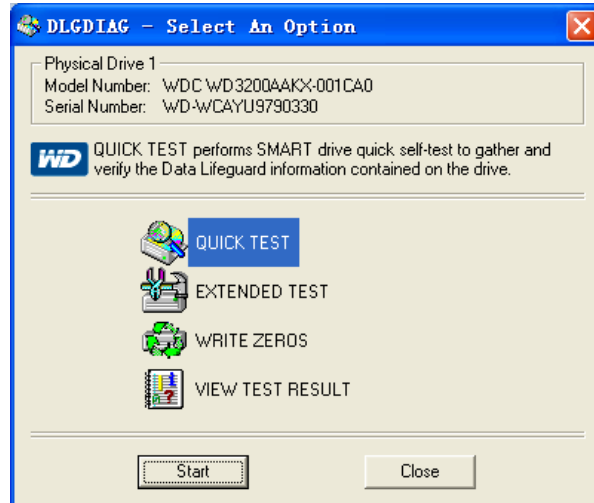 DLGDIAG - Select An Option
Physical Drive 1
Model Number: WDC WD3200AAKX-001CA0
Serial Number: WD-WCAYU9790330
WD
QUICK TEST performs SMART drive quick self-test to gather and
verify the Data Lifeguard information contained on the drive.
QUICK TEST
EXTENDED TEST
WRITE ZEROS
VIEW TEST RESULT
Start
Close